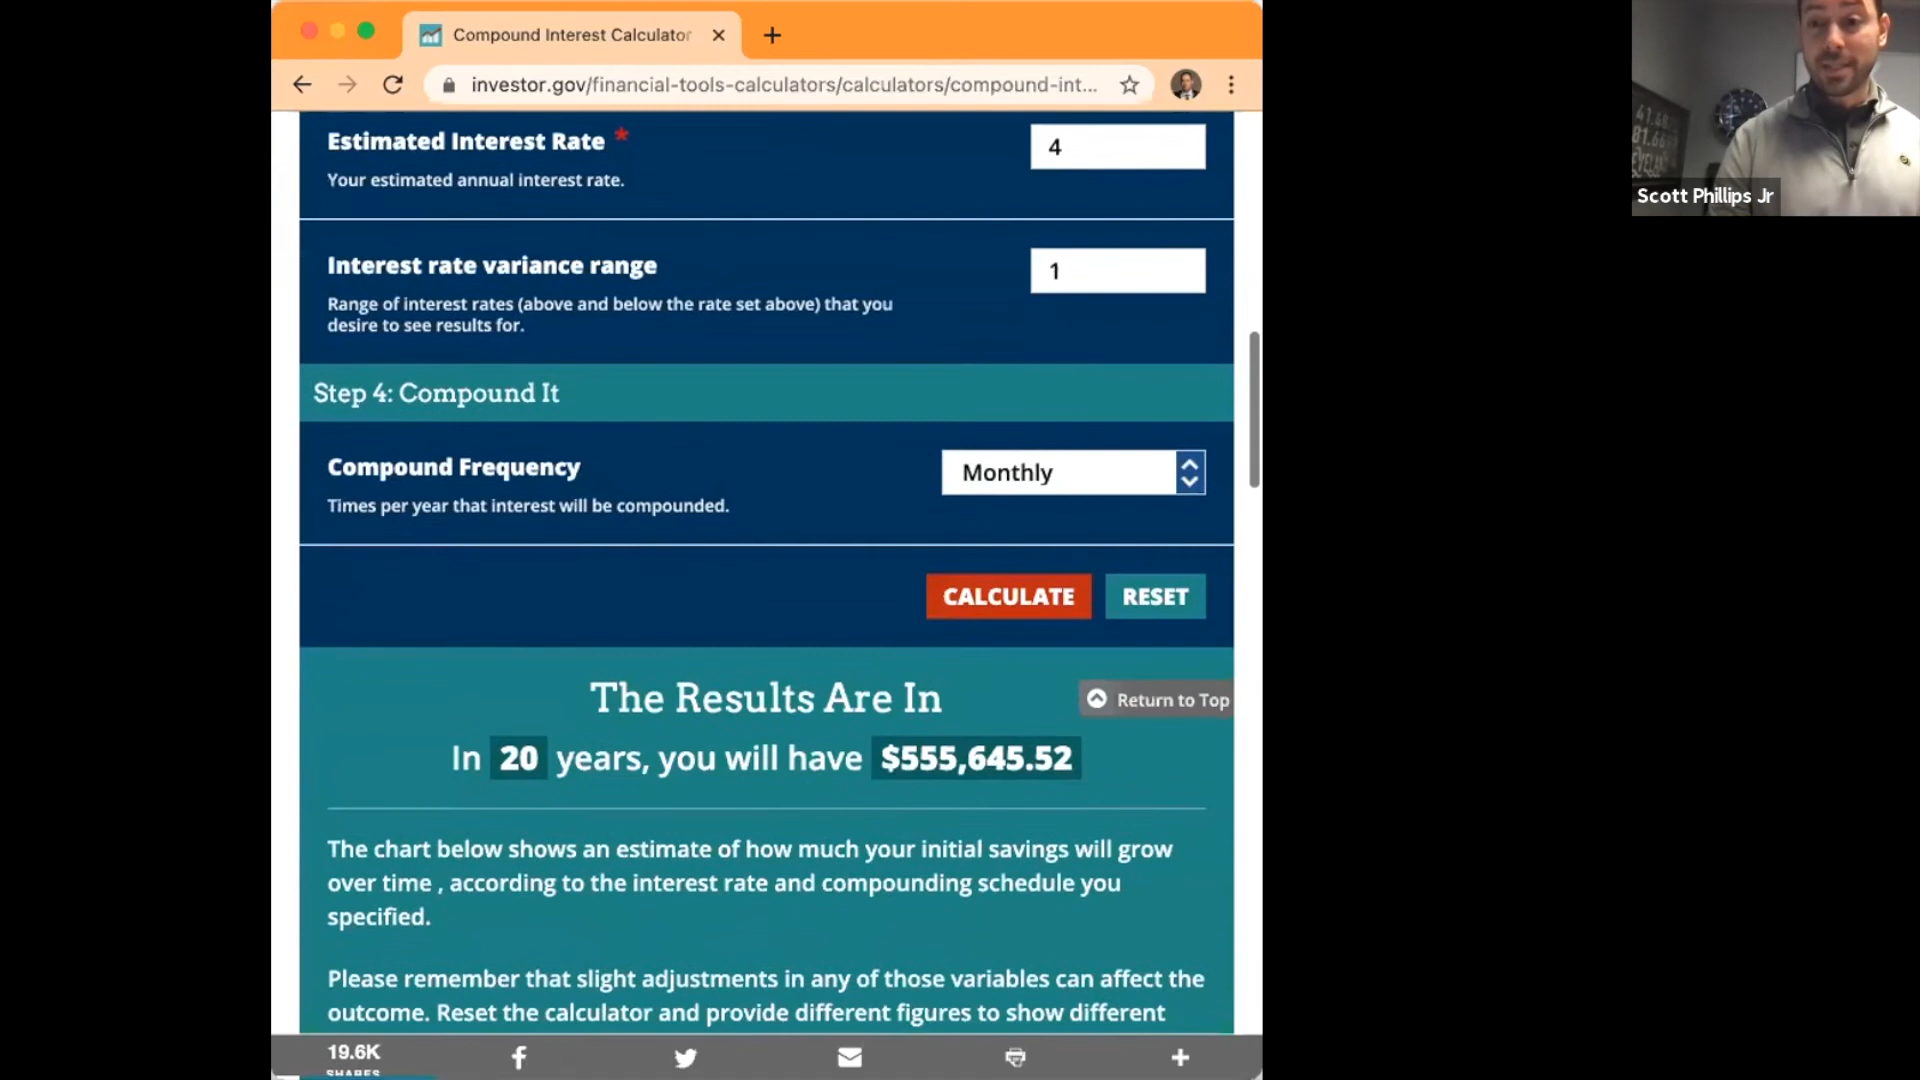 Compound Interest Calculator
investor.gov/financial-tools-calculators/calculators/compound-int...
Estimated Interest Rate *
4
Your estimated annual interest rate.
Interest rate variance range
1
Range of interest rates (above and below the rate set above) that you
desire to see results for.
Step 4: Compound It
Compound Frequency
Monthly
Times per year that interest will be compounded.
CALCULATE
RESET
The Results Are In
Return to Top
In 20 years, you will have $555,645.52
The chart below shows an estimate of how much your initial savings will grow
over time , according to the interest rate and compounding schedule you
specified.
Please remember that slight adjustments in any of those variables can affect the
outcome. Reset the calculator and provide different figures to show different
19.6K
SHARES
Scott Phillips Jr